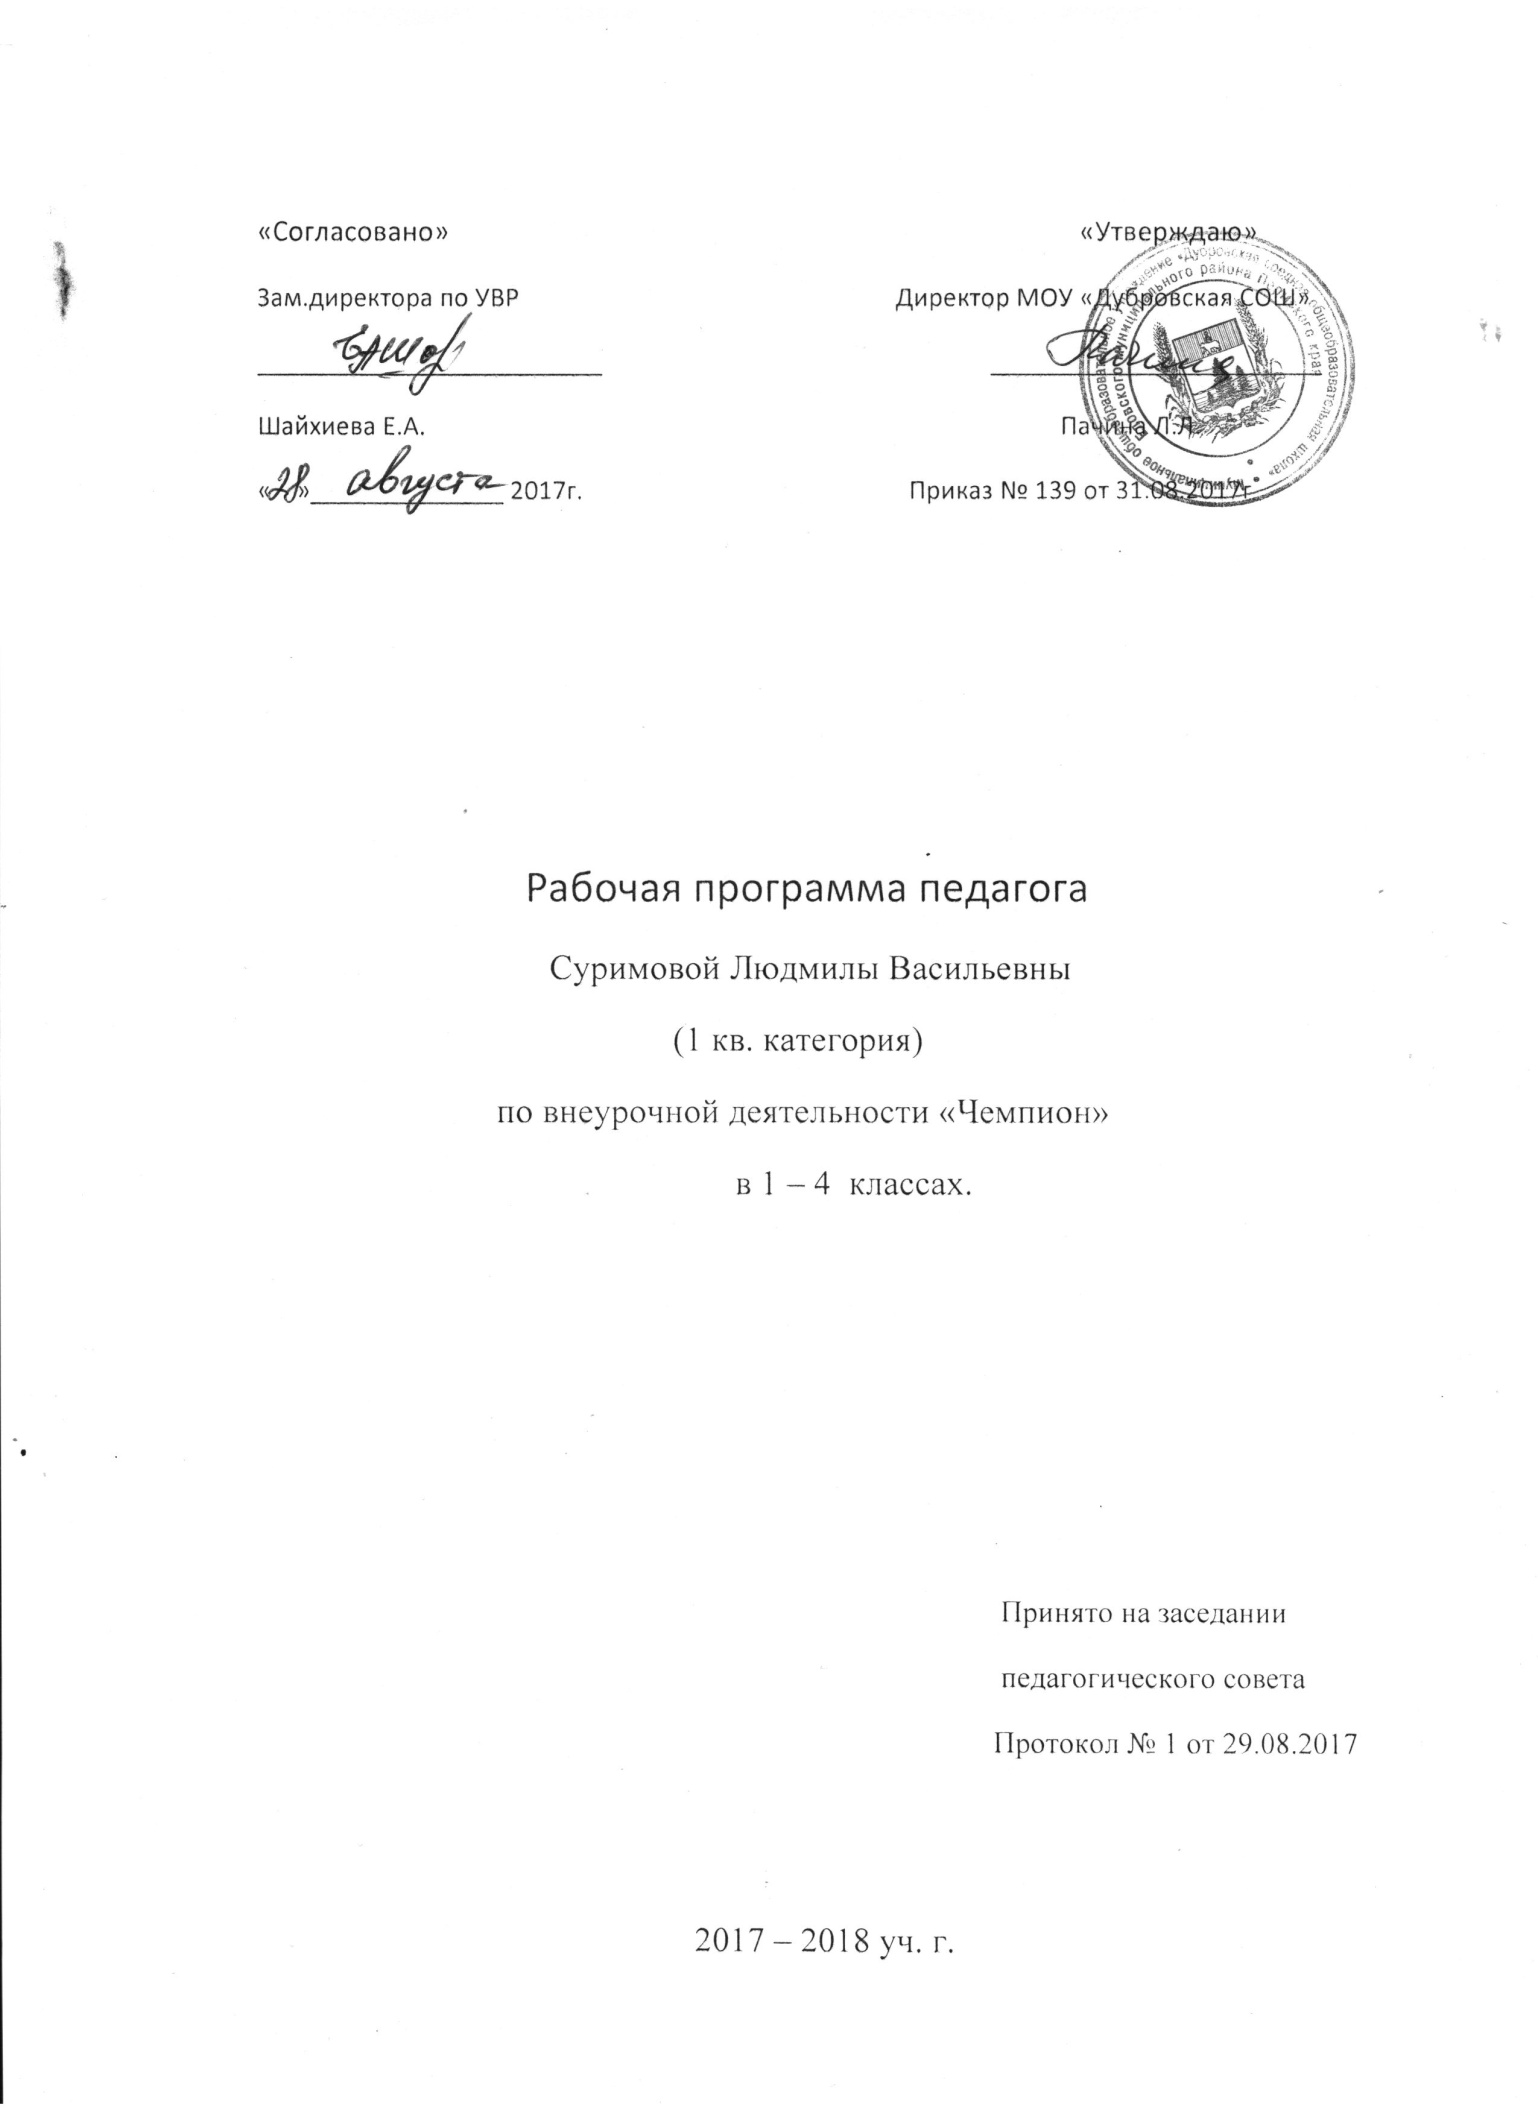 «Согласовано»
«Утверждаю»
Зам.директора по УВР
Директор МОУ «Дубровская СОШ»
Шайхиева Е.А.
Пачина Л.Л.
«28» августа 2017г.
Приказ № 139 от 31.08.2017г
Рабочая программа педагога
Суримовой Людмилы Васильевны
(1 кв. категория)
по внеурочной деятельности «Чемпион»
в 1 – 4 классах.
Принято на заседании
педагогического совета
Протокол № 1 от 29.08.2017
2017 – 2018 уч. г.